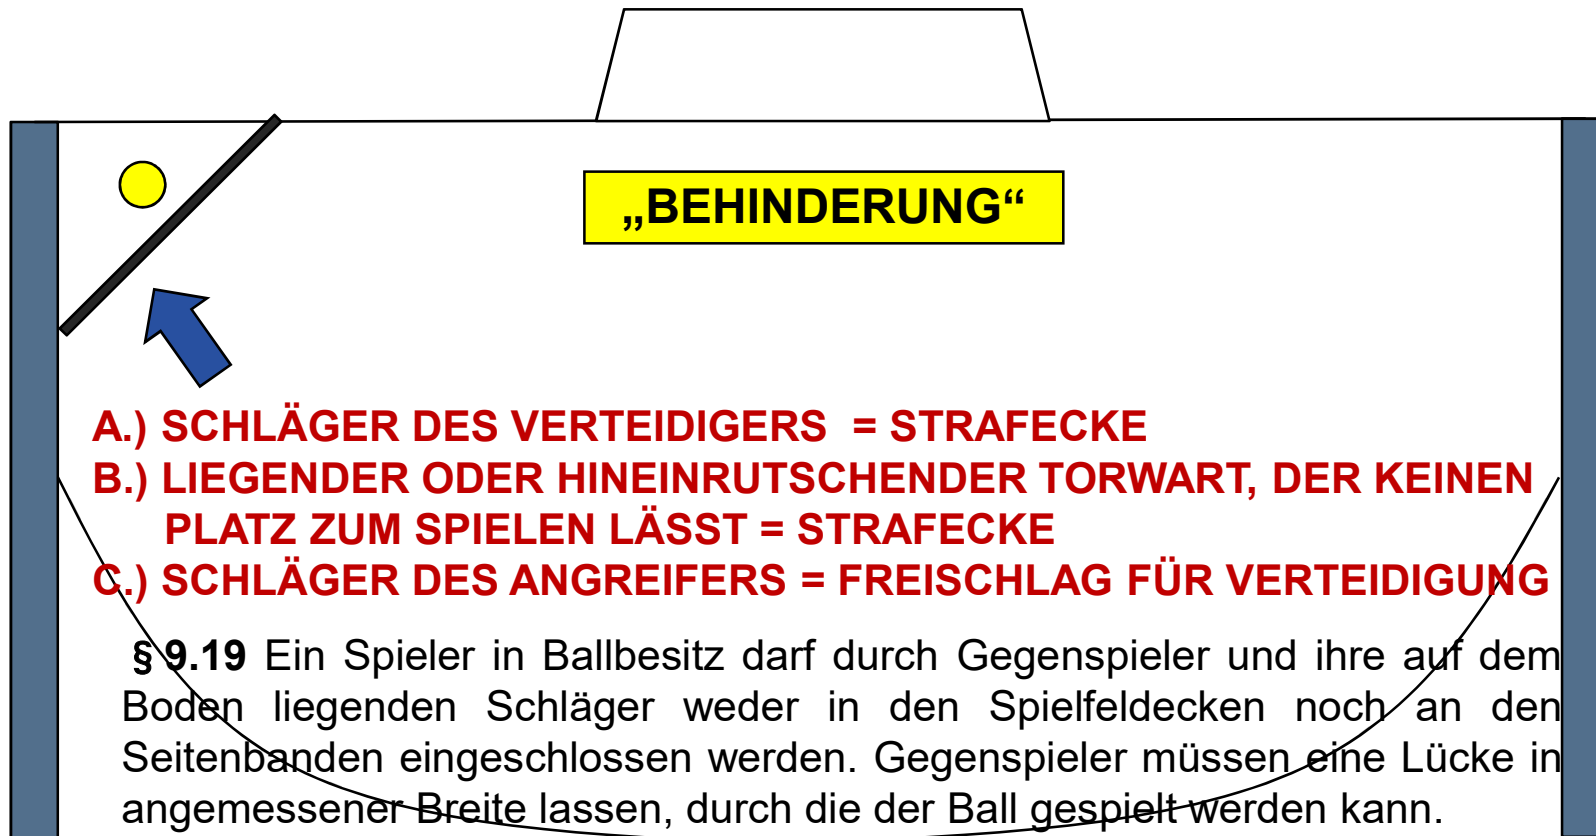 „BEHINDERUNG“
A.) SCHLÄGER DES VERTEIDIGERS = STRAFECKE
B.) LIEGENDER ODER HINEINRUTSCHENDER TORWART, DER KEINEN
PLATZ ZUM SPIELEN LÄSST = STRAFECKE
C.) SCHLÄGER DES ANGREIFERS = FREISCHLAG FÜR VERTEIDIGUNG
§ 9.19 Ein Spieler in Ballbesitz darf durch Gegenspieler und ihre auf dem
Boden liegenden Schläger weder in den Spielfeldecken noch an den
Seitenbanden eingeschlossen werden. Gegenspieler müssen eine Lücke in
angemessener Breite lassen, durch die der Ball gespielt werden kann.